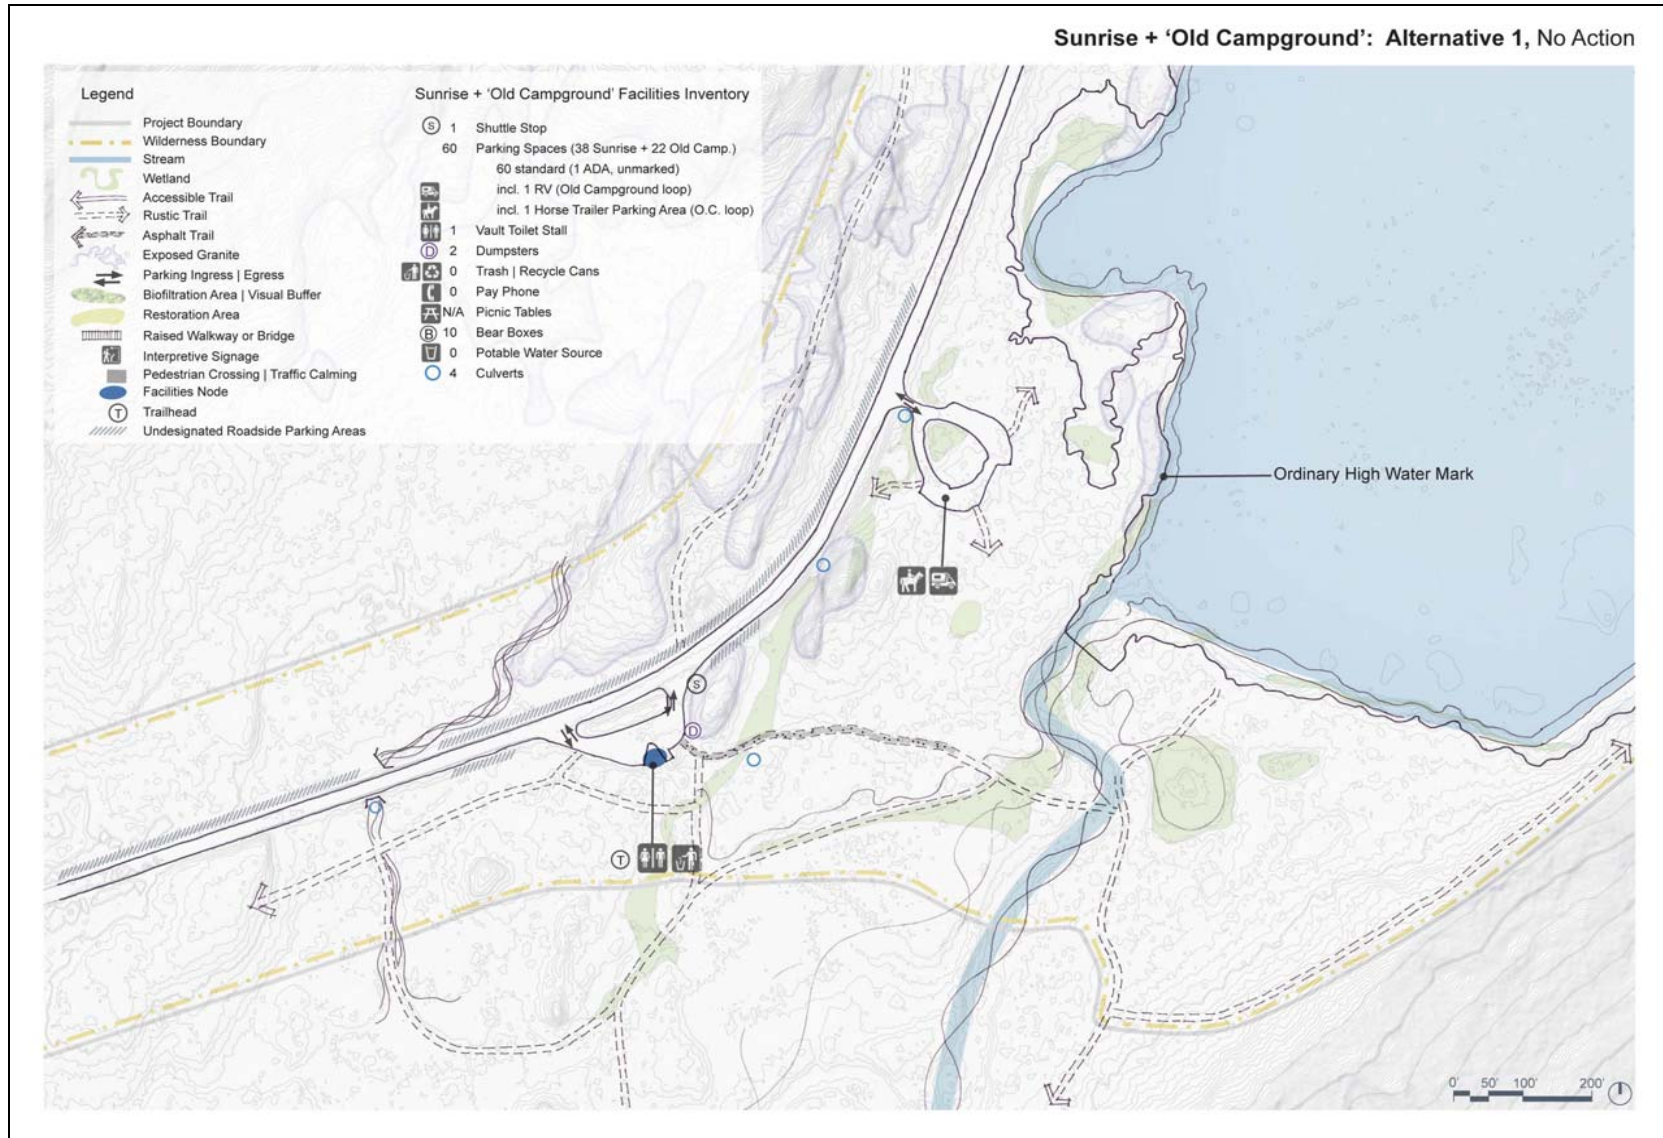 Sunrise + ‘Old Campground’: Alternative 1, No Action
Legend
Project Boundary
Wilderness Boundary
Stream
Wetland
Accessible Trail
Rustic Trail
Asphalt Trail
Exposed Granite
Parking Ingress | Egress
Biofiltration Area | Visual Buffer
Restoration Area
Raised Walkway or Bridge
Interpretive Signage
Pedestrian Crossing | Traffic Calming
Facilities Node
T Trailhead
Undesignated Roadside Parking Areas
Sunrise + ‘Old Campground’ Facilities Inventory
S 1 Shuttle Stop
60 Parking Spaces (38 Sunrise + 22 Old Camp.)
60 standard (1 ADA, unmarked)
incl. 1 RV (Old Campground loop)
incl. 1 Horse Trailer Parking Area (O.C. loop)
1 Vault Toilet Stall
D 2 Dumpsters
0 Trash | Recycle Cans
0 Pay Phone
N/A Picnic Tables
B 10 Bear Boxes
0 Potable Water Source
4 Culverts
Ordinary High Water Mark
S
D
T
0' 50' 100' 200'